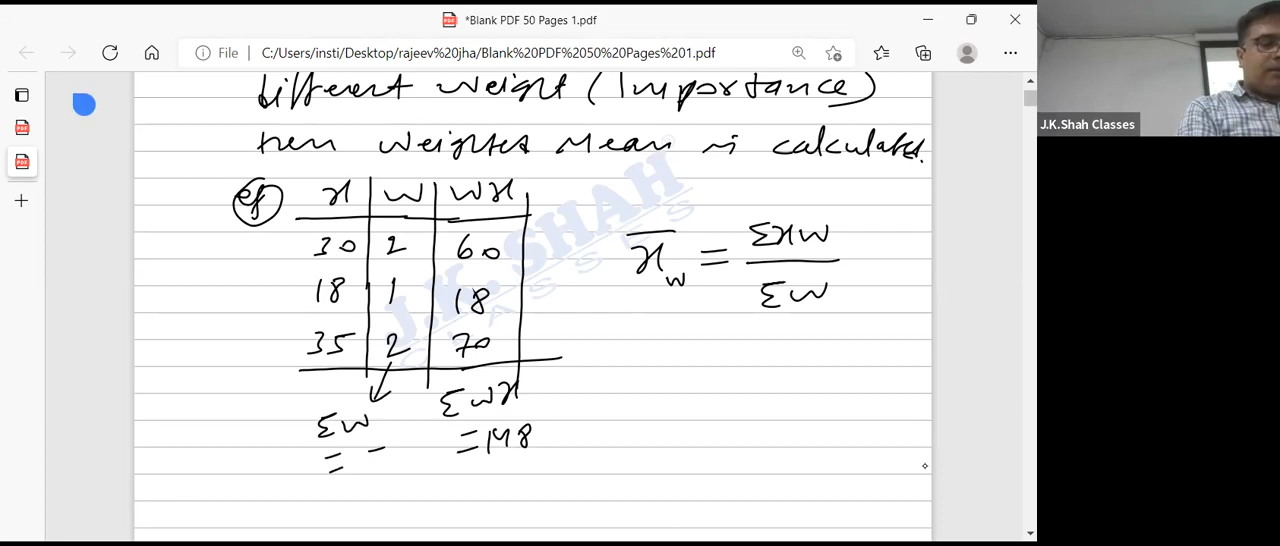 *Blank PDF 50 Pages 1.pdf
File C:/Users/insti/Desktop/rajeev%20jha/Blank%20PDF%2050%20Pages%201.pdf
J.K.Shah Classes
different weight (Importance)
then weighted Mean is calculated.
eg x w wx
30 2 60
18 1 18
35 2 70
Σw = Σwx = 148
x̄w = Σxw / Σw
J.K. SHAH
CLASSES